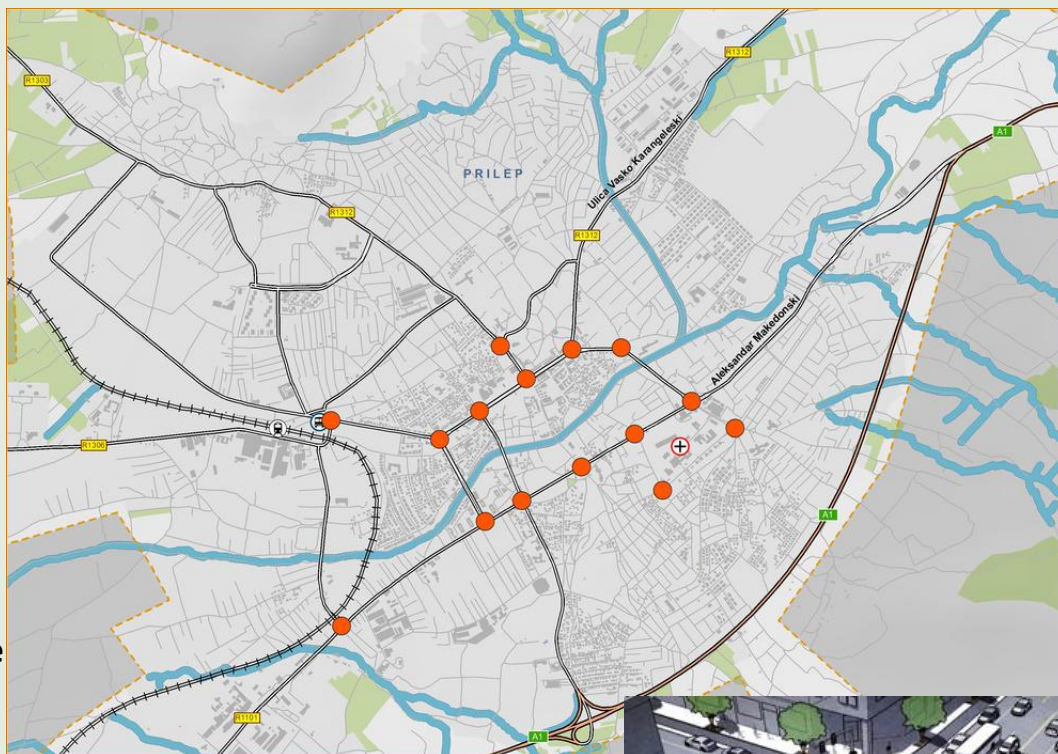 R1312
R1303
A1
PRILEP
Ulica Vasko Karangeleski
R1312
R1312
Aleksandar Makedonski
R1306
A1
e
R1101
A1